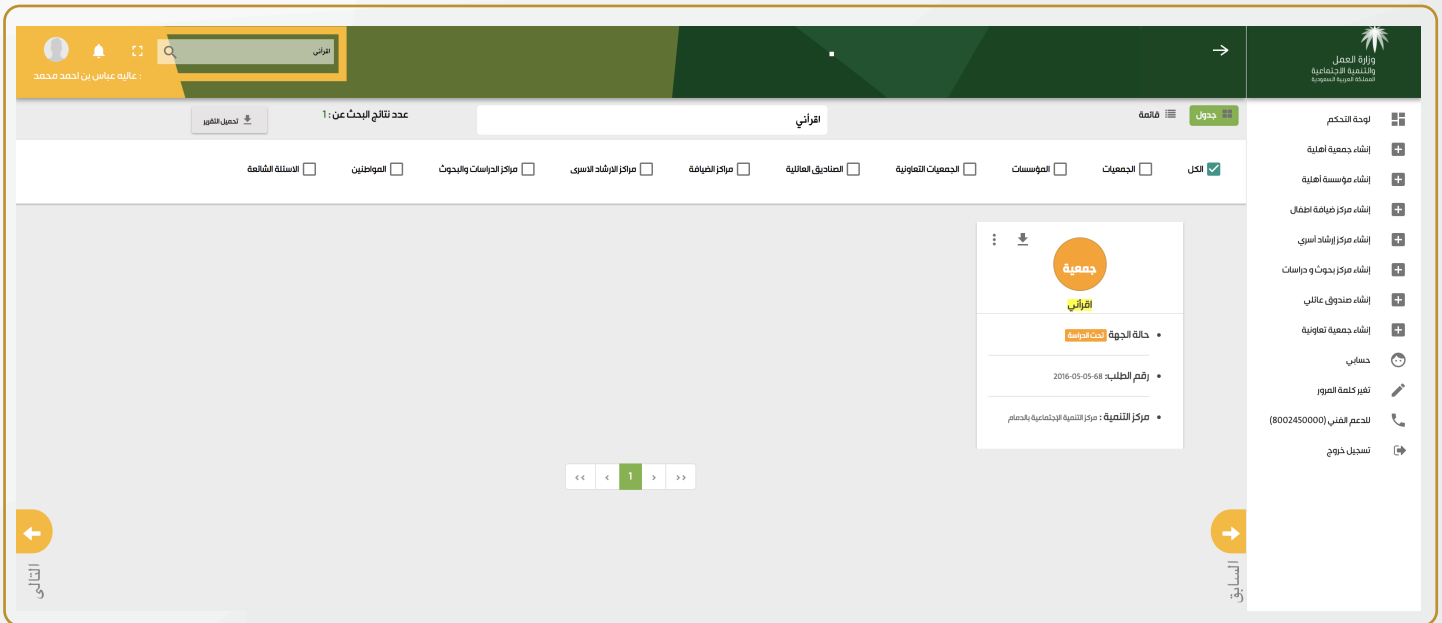 وزارة العمل
والتنمية الاجتماعية
المملكة العربية السعودية
اقرأني
: عاليه عباس بن احمد محمد
لوحة التحكم
إنشاء جمعية أهلية
إنشاء مؤسسة أهلية
إنشاء مركز ضيافة اطفال
إنشاء مركز إرشاد أسري
إنشاء مركز بحوث و دراسات
إنشاء صندوق عائلي
إنشاء جمعية تعاونية
حسابي
تغير كلمة المرور
للدعم الفني (8002450000)
تسجيل خروج
جدول
قائمة
اقرأني
عدد نتائج البحث عن : 1
تحميل التقرير
الكل
الجمعيات
المؤسسات
الجمعيات التعاونية
الصناديق العائلية
مراكز الضيافة
مراكز الارشاد الاسرى
مراكز الدراسات والبحوث
المواطنين
الاسئلة الشائعة
جمعية
اقرأني
حالة الجهة تحت الدراسة
رقم الطلب: 2016-05-05-68
مركز التنمية : مركز التنمية الإجتماعية بالدمام
‹‹ ‹ 1 › ››
السابق
التالى